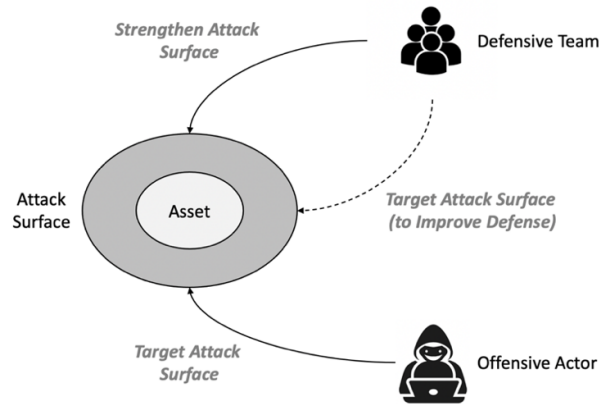 Strengthen Attack
Surface
Defensive Team
Attack
Surface
Asset
Target Attack Surface
(to Improve Defense)
Target Attack
Surface
Offensive Actor